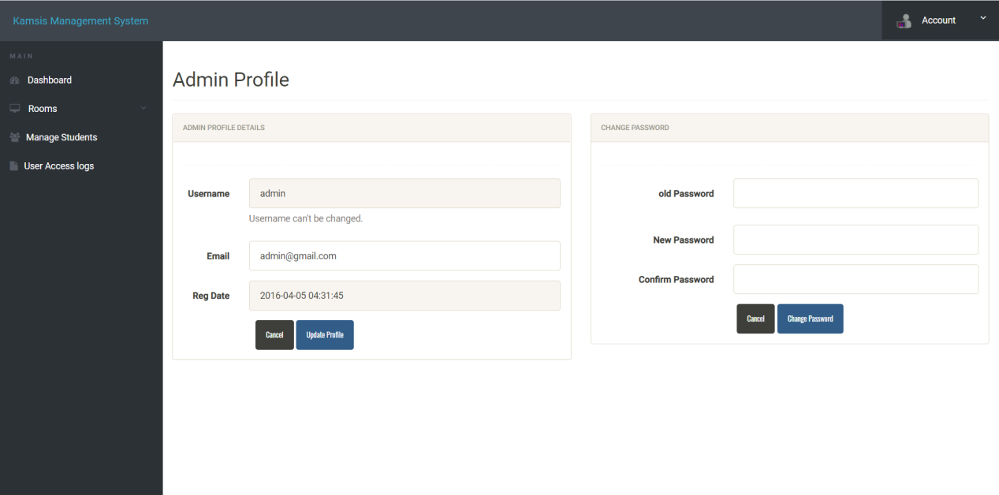 Kamsis Management System
Account
MAIN
Dashboard
Rooms
Manage Students
User Access logs
Admin Profile
ADMIN PROFILE DETAILS
Username
admin
Username can't be changed.
Email
admin@gmail.com
Reg Date
2016-04-05 04:31:45
Cancel
Update Profile
CHANGE PASSWORD
old Password
New Password
Confirm Password
Cancel
Change Password